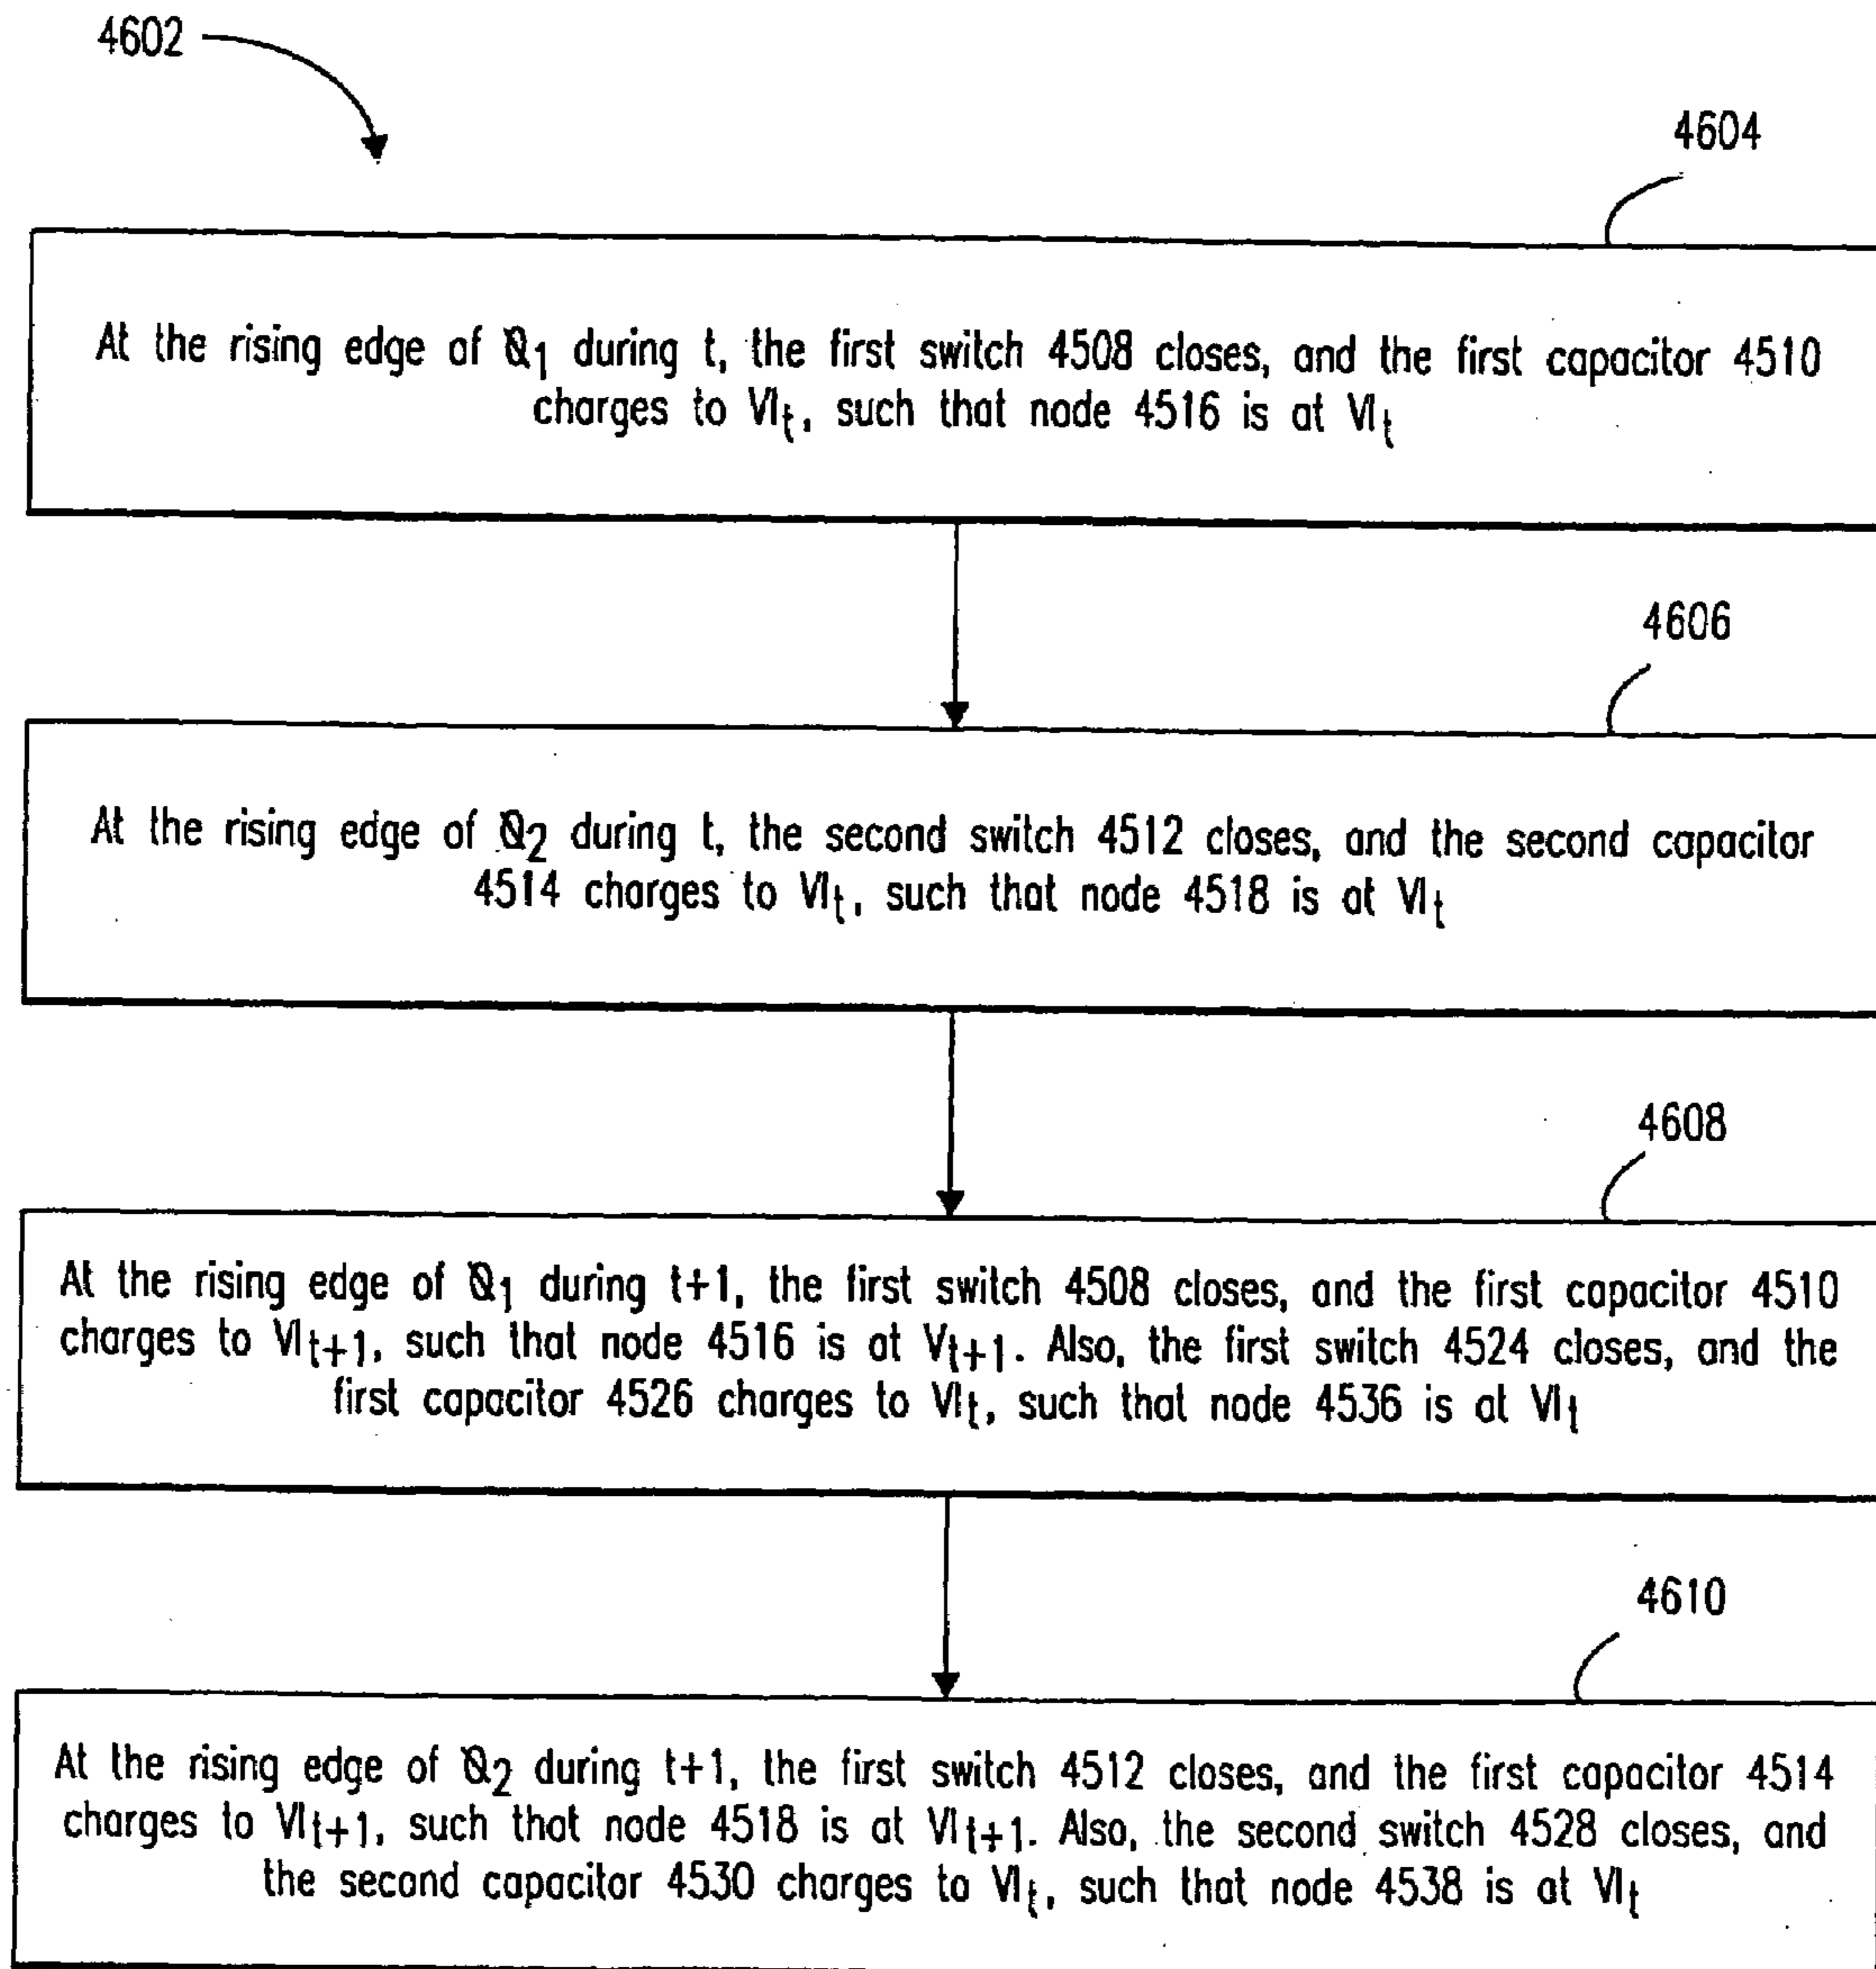 4602
4604
At the rising edge of Ø1 during t, the first switch 4508 closes, and the first capacitor 4510
charges to VIt, such that node 4516 is at VIt
4606
At the rising edge of Ø2 during t, the second switch 4512 closes, and the second capacitor
4514 charges to VIt, such that node 4518 is at VIt
4608
At the rising edge of Ø1 during t+1, the first switch 4508 closes, and the first capacitor 4510
charges to VIt+1, such that node 4516 is at Vt+1. Also, the first switch 4524 closes, and the
first capacitor 4526 charges to VIt, such that node 4536 is at VIt
4610
At the rising edge of Ø2 during t+1, the first switch 4512 closes, and the first capacitor 4514
charges to VIt+1, such that node 4518 is at VIt+1. Also, the second switch 4528 closes, and
the second capacitor 4530 charges to VIt, such that node 4538 is at VIt